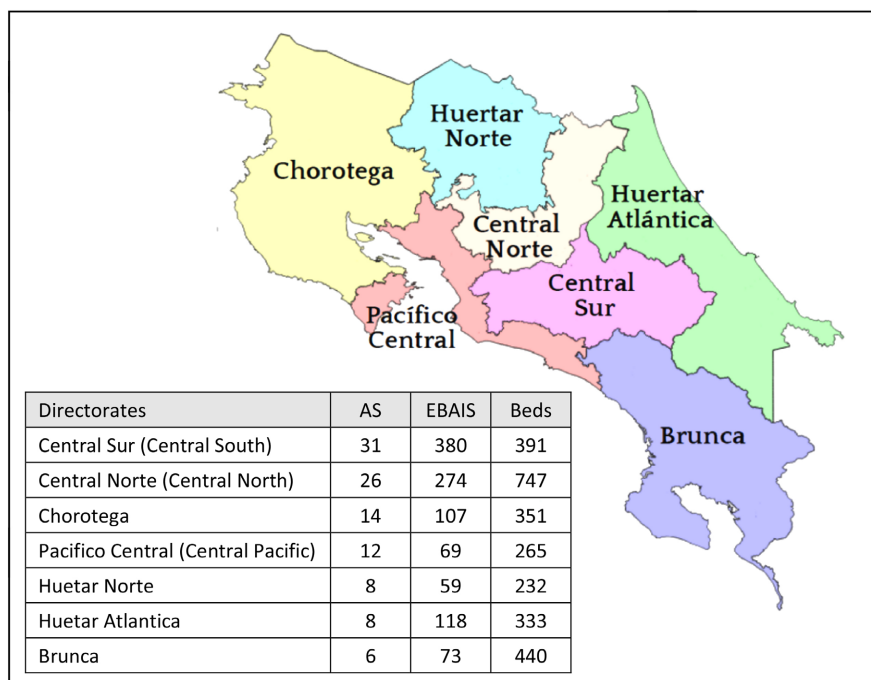 Huertar
Norte
Chorotega
Huertar
Atlántica
Central
Norte
Central
Sur
Pacífico
Central
Brunca
Directorates AS EBAIS Beds
Central Sur (Central South) 31 380 391
Central Norte (Central North) 26 274 747
Chorotega 14 107 351
Pacifico Central (Central Pacific) 12 69 265
Huetar Norte 8 59 232
Huetar Atlantica 8 118 333
Brunca 6 73 440